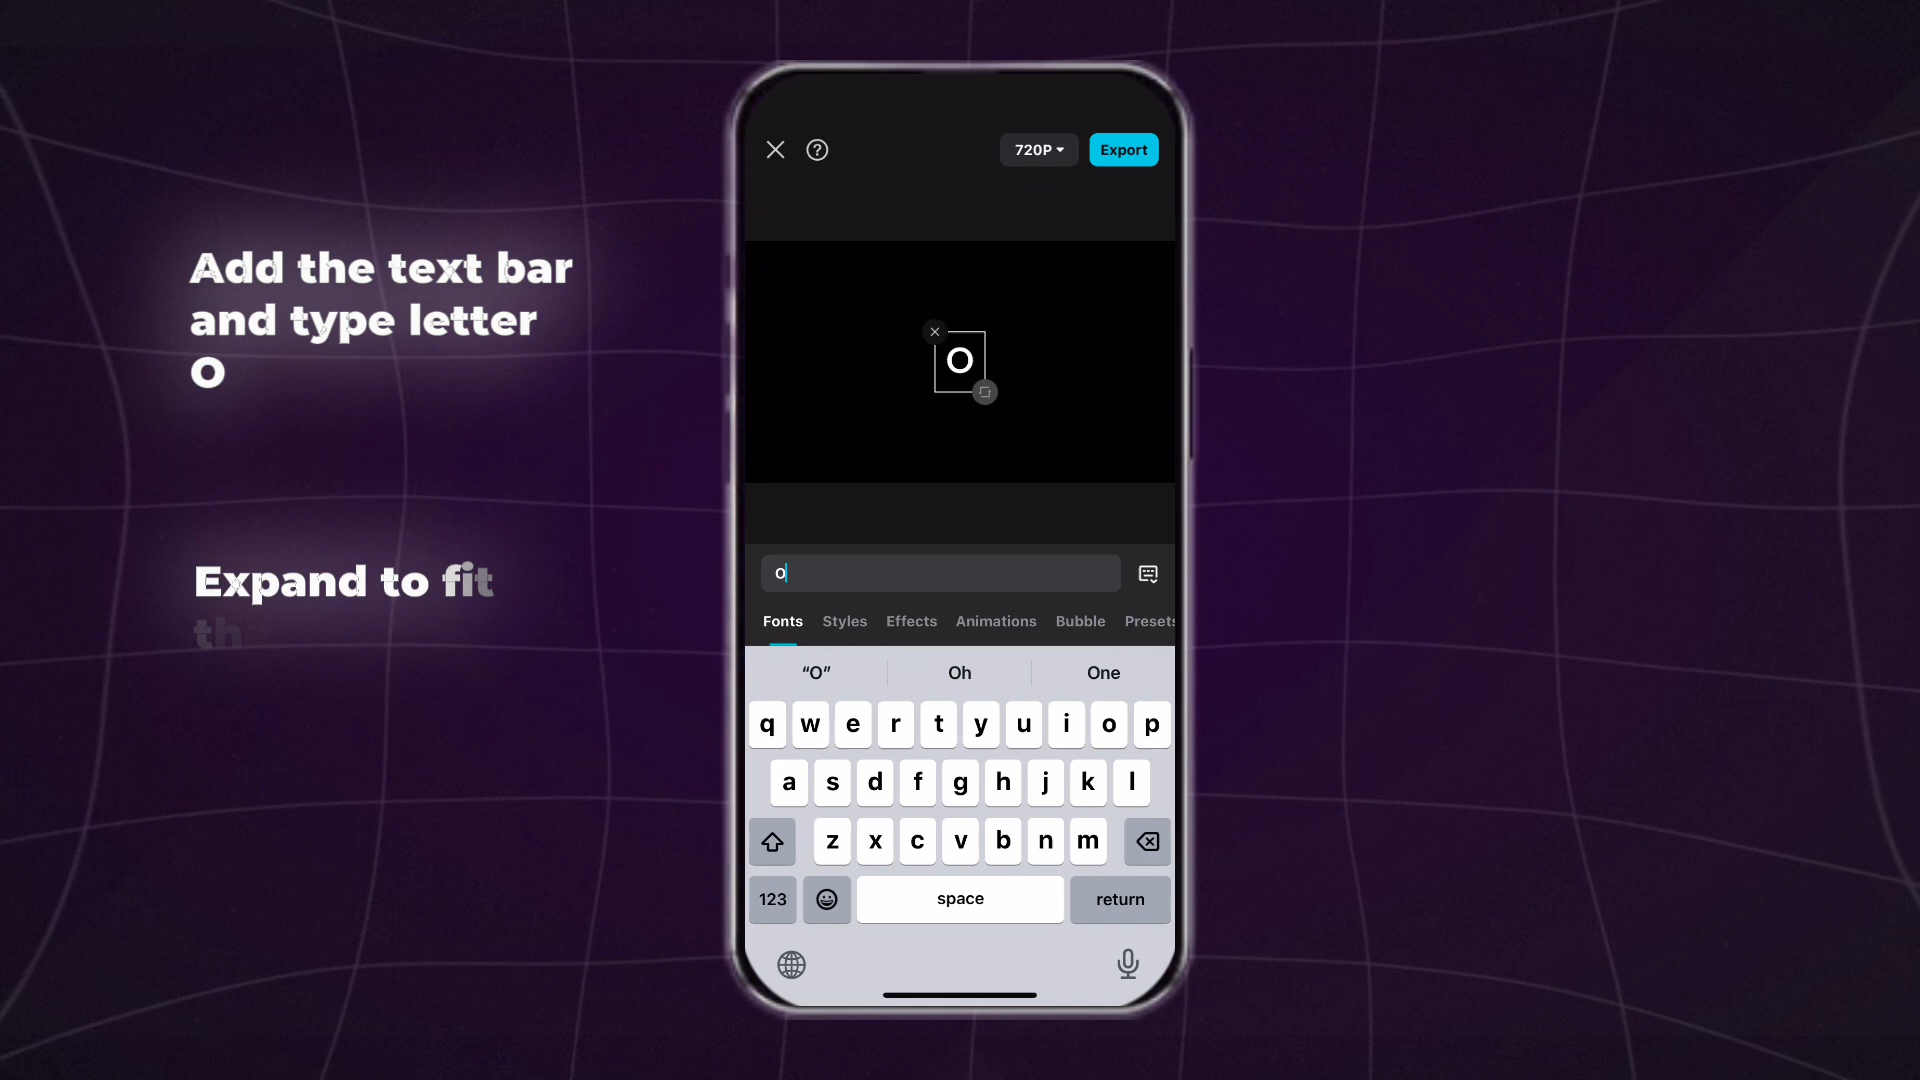 Add the text bar
and type letter
O
Expand to fit
th
720P
Export
O
O
Fonts Styles Effects Animations Bubble Presets
“O” Oh One
q w e r t y u i o p
a s d f g h j k l
z x c v b n m
123 space return